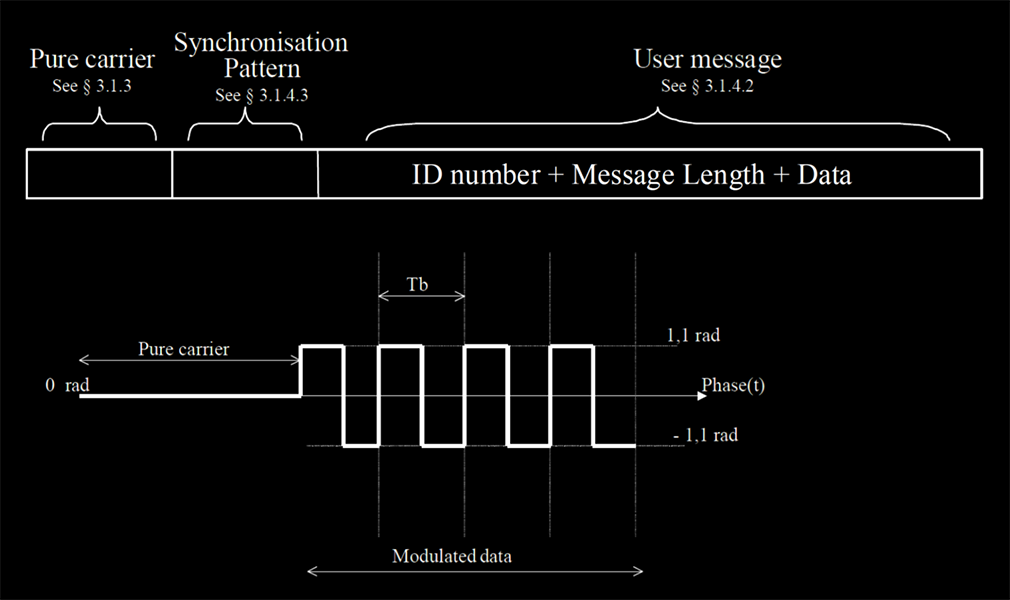 Pure carrier
See § 3.1.3
Synchronisation
Pattern
See § 3.1.4.3
User message
See § 3.1.4.2
ID number + Message Length + Data
Tb
1,1 rad
Pure carrier
0 rad
Phase(t)
- 1,1 rad
Modulated data